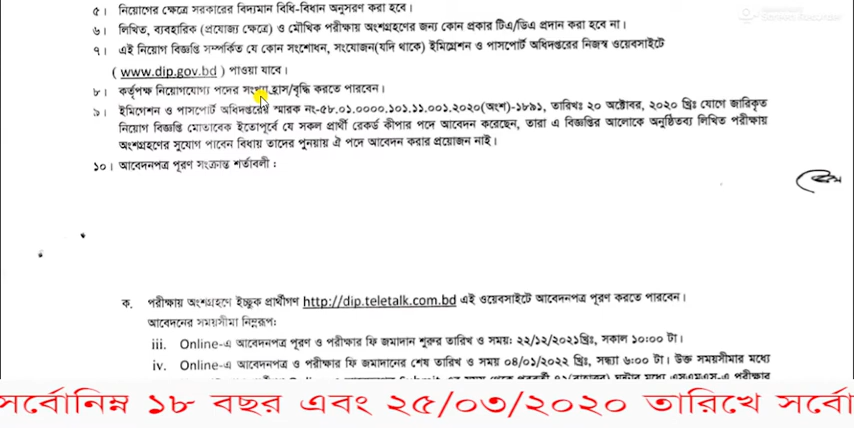 ৫। নিয়োগের ক্ষেত্রে সরকারের বিদ্যমান বিধি-বিধান অনুসরণ করা হবে।
৬। লিখিত, ব্যবহারিক (প্রযোজ্য ক্ষেত্রে) ও মৌখিক পরীক্ষায় অংশগ্রহণের জন্য কোন প্রকার টিএ/ডিএ প্রদান করা হবে না।
৭। এই নিয়োগ বিজ্ঞপ্তি সম্পর্কিত যে কোন সংশোধন, সংযোজন(যদি থাকে) ইমিগ্রেশন ও পাসপোর্ট অধিদপ্তরের নিজস্ব ওয়েবসাইটে
( www.dip.gov.bd ) পাওয়া যাবে।
৮। কর্তৃপক্ষ নিয়োগযোগ্য পদের সংখ্যা হ্রাস/বৃদ্ধি করতে পারবেন।
৯। ইমিগ্রেশন ও পাসপোর্ট অধিদপ্তরের স্মারক নং-৫৮.০১.০০০০.১০১.১১.০০১.২০২০(অংশ)-১৮৯১, তারিখঃ ২০ অক্টোবর, ২০২০ খ্রিঃ যোগে জারিকৃত
নিয়োগ বিজ্ঞপ্তি মোতাবেক ইতোপূর্বে যে সকল প্রার্থী রেকর্ড কীপার পদে আবেদন করেছেন, তারা এ বিজ্ঞপ্তির আলোকে অনুষ্ঠিতব্য লিখিত পরীক্ষায়
অংশগ্রহণের সুযোগ পাবেন বিধায় তাদের পুনরায় ঐ পদে আবেদন করার প্রয়োজন নাই।
১০। আবেদনপত্র পূরণ সংক্রান্ত শর্তাবলী :
ক. পরীক্ষায় অংশগ্রহণে ইচ্ছুক প্রার্থীগণ http://dip.teletalk.com.bd এই ওয়েবসাইটে আবেদনপত্র পূরণ করতে পারবেন।
আবেদনের সময়সীমা নিম্নরূপ:
iii. Online-এ আবেদনপত্র পূরণ ও পরীক্ষার ফি জমাদান শুরুর তারিখ ও সময়ঃ ২২/১২/২০২১খ্রিঃ, সকাল ১০:০০ টা।
iv. Online-এ আবেদনপত্র ও পরীক্ষার ফি জমাদানের শেষ তারিখ ও সময় ০৪/০১/২০২২ খ্রিঃ, সন্ধ্যা ৬:০০ টা। উক্ত সময়সীমার মধ্যে
সর্বোনিম্ন ১৮ বছর এবং ২৫/০৩/২০২০ তারিখে সর্বো